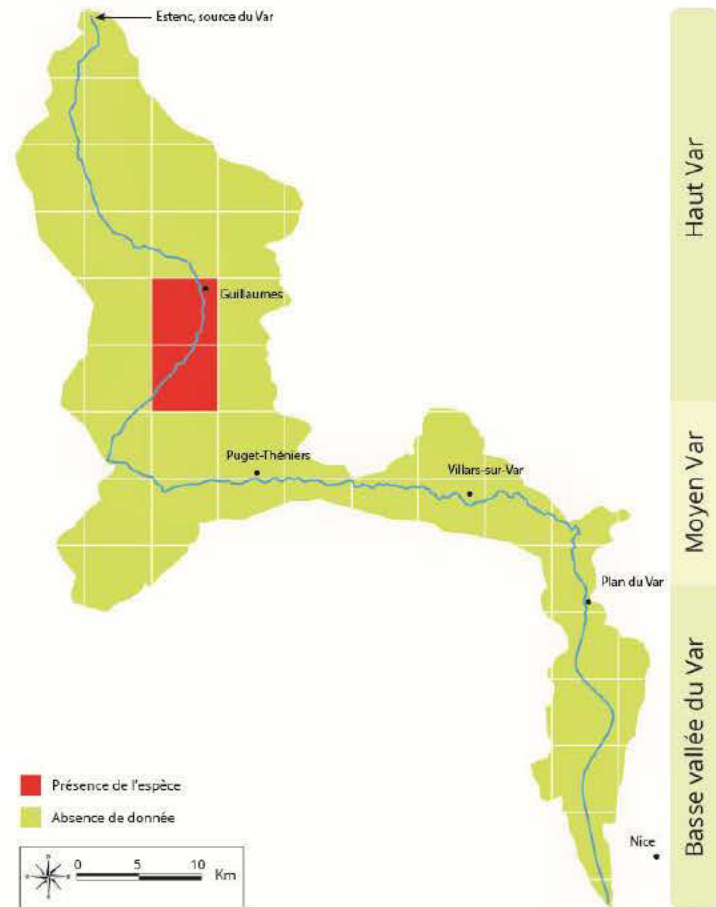 Estenc, source du Var
Haut Var
Guillaumes
Puget-Théniers
Villars-sur-Var
Moyen Var
Plan du Var
Basse vallée du Var
Présence de l'espèce
Absence de donnée
Nice
0 5 10
Km